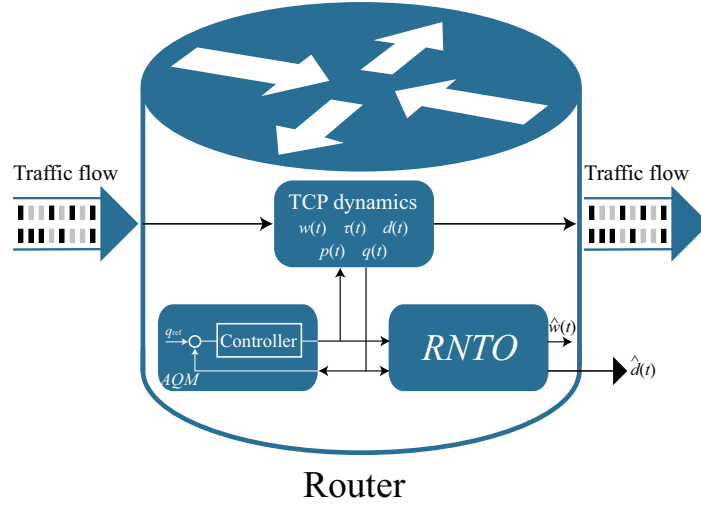 Traffic flow
Traffic flow
TCP dynamics
w(t) τ(t) d(t)
p(t) q(t)
q_ref
Controller
AQM
RNTO
ŵ(t)
d̂(t)
Router